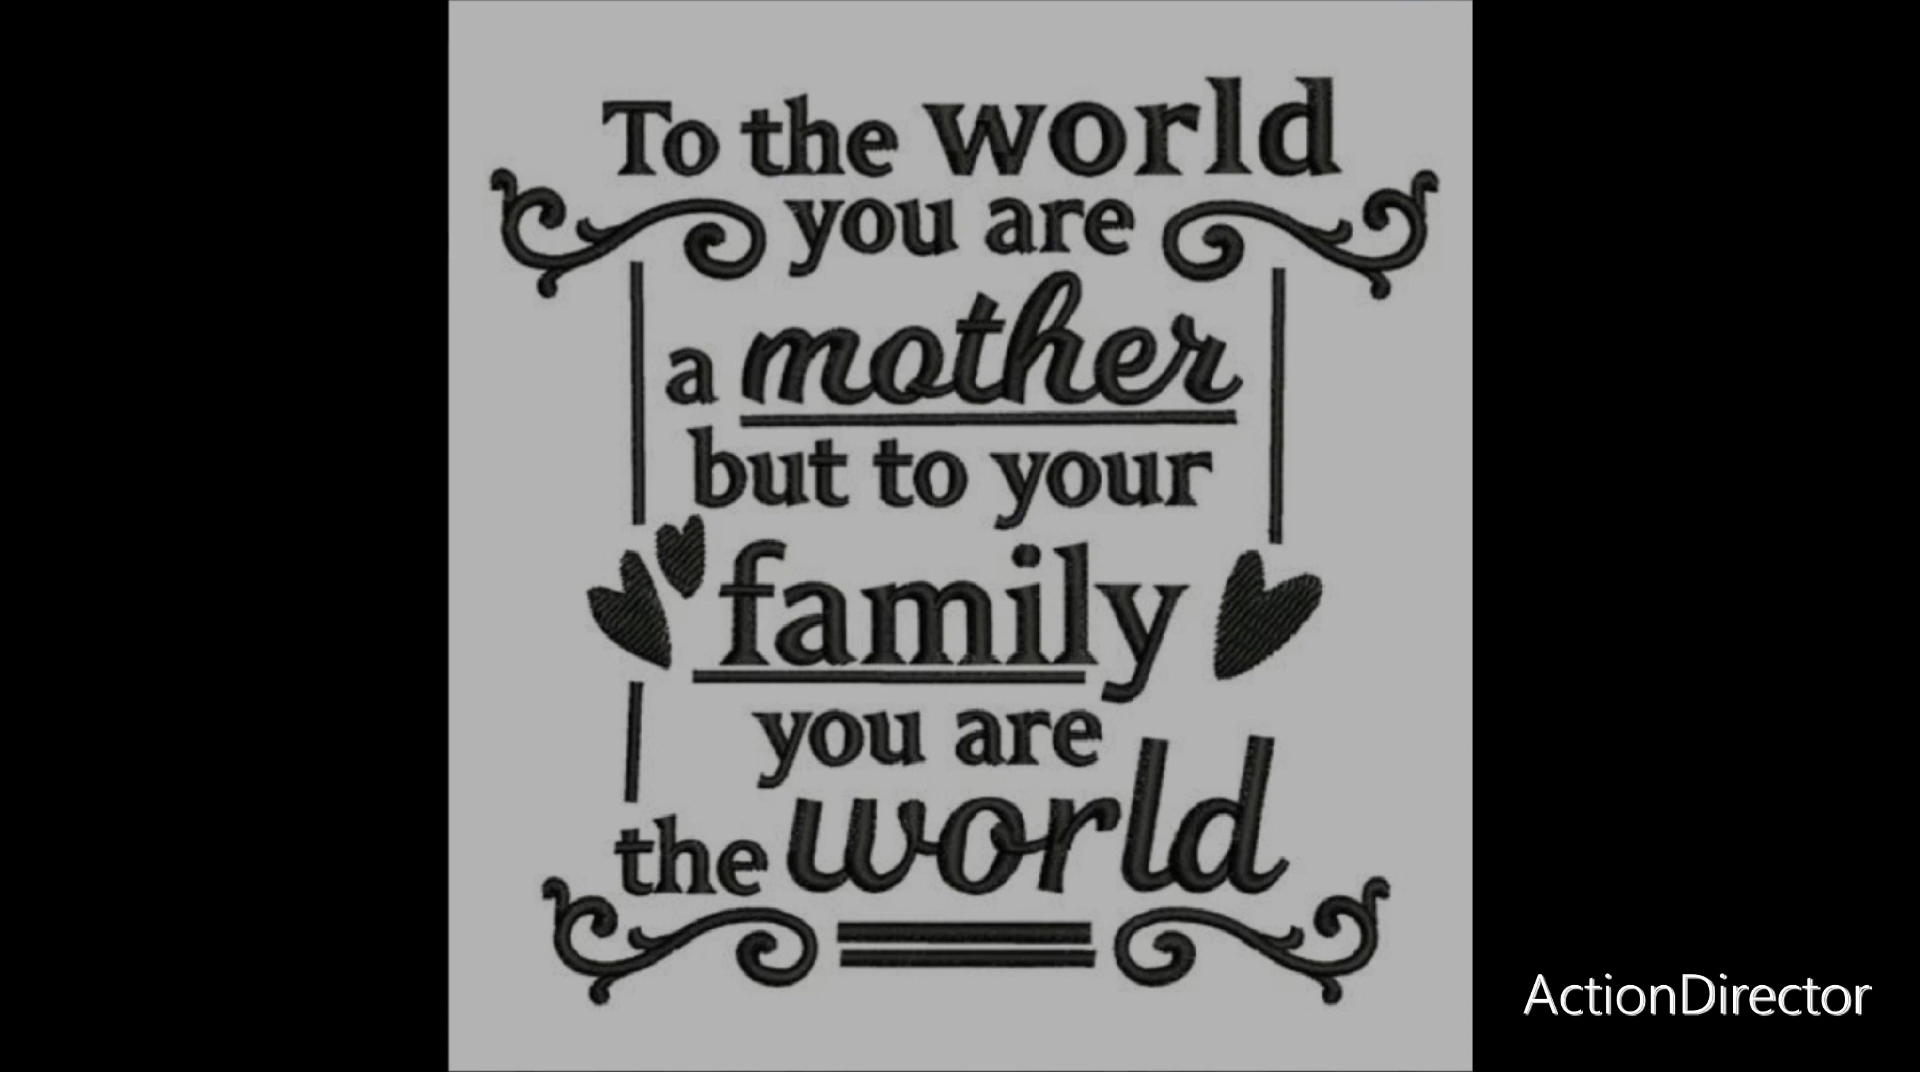 To the world
you are
a mother
but to your
family
you are
the world
ActionDirector